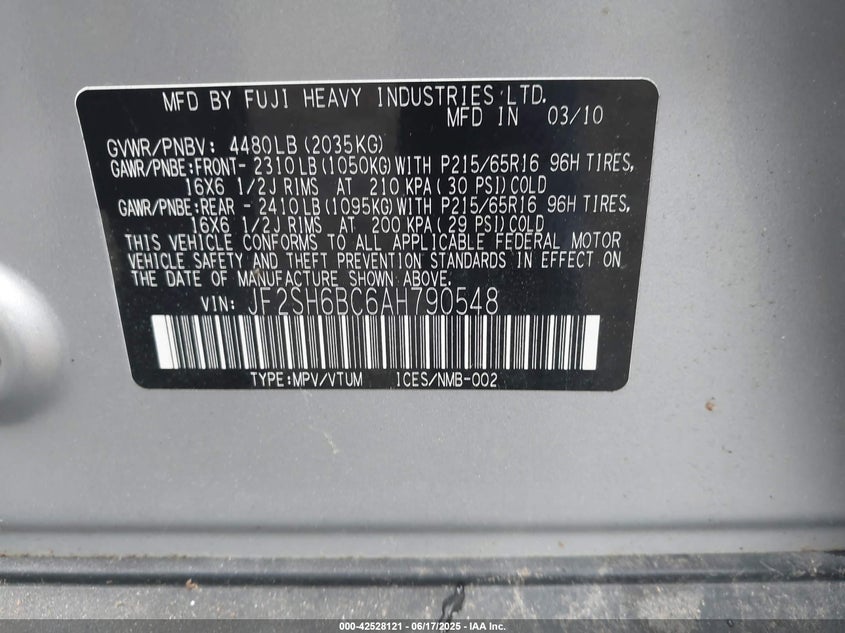 MFD BY FUJI HEAVY INDUSTRIES LTD.
MFD IN 03/10
GVWR/PNBV: 4480LB (2035KG)
GAWR/PNBE:FRONT- 2310LB(1050KG)WITH P215/65R16 96H TIRES,
16X6 1/2J RIMS AT 210 KPA(30 PSI)COLD
GAWR/PNBE:REAR - 2410LB(1095KG)WITH P215/65R16 96H TIRES,
16X6 1/2J RIMS AT 200 KPA(29 PSI)COLD
THIS VEHICLE CONFORMS TO ALL APPLICABLE FEDERAL MOTOR
VEHICLE SAFETY AND THEFT PREVENTION STANDARDS IN EFFECT ON
THE DATE OF MANUFACTURE SHOWN ABOVE.
VIN: JF2SH6BC6AH790548
TYPE:MPV/VTUM ICES/NMB-002
000-42528121 - 06/17/2025 - IAA Inc.